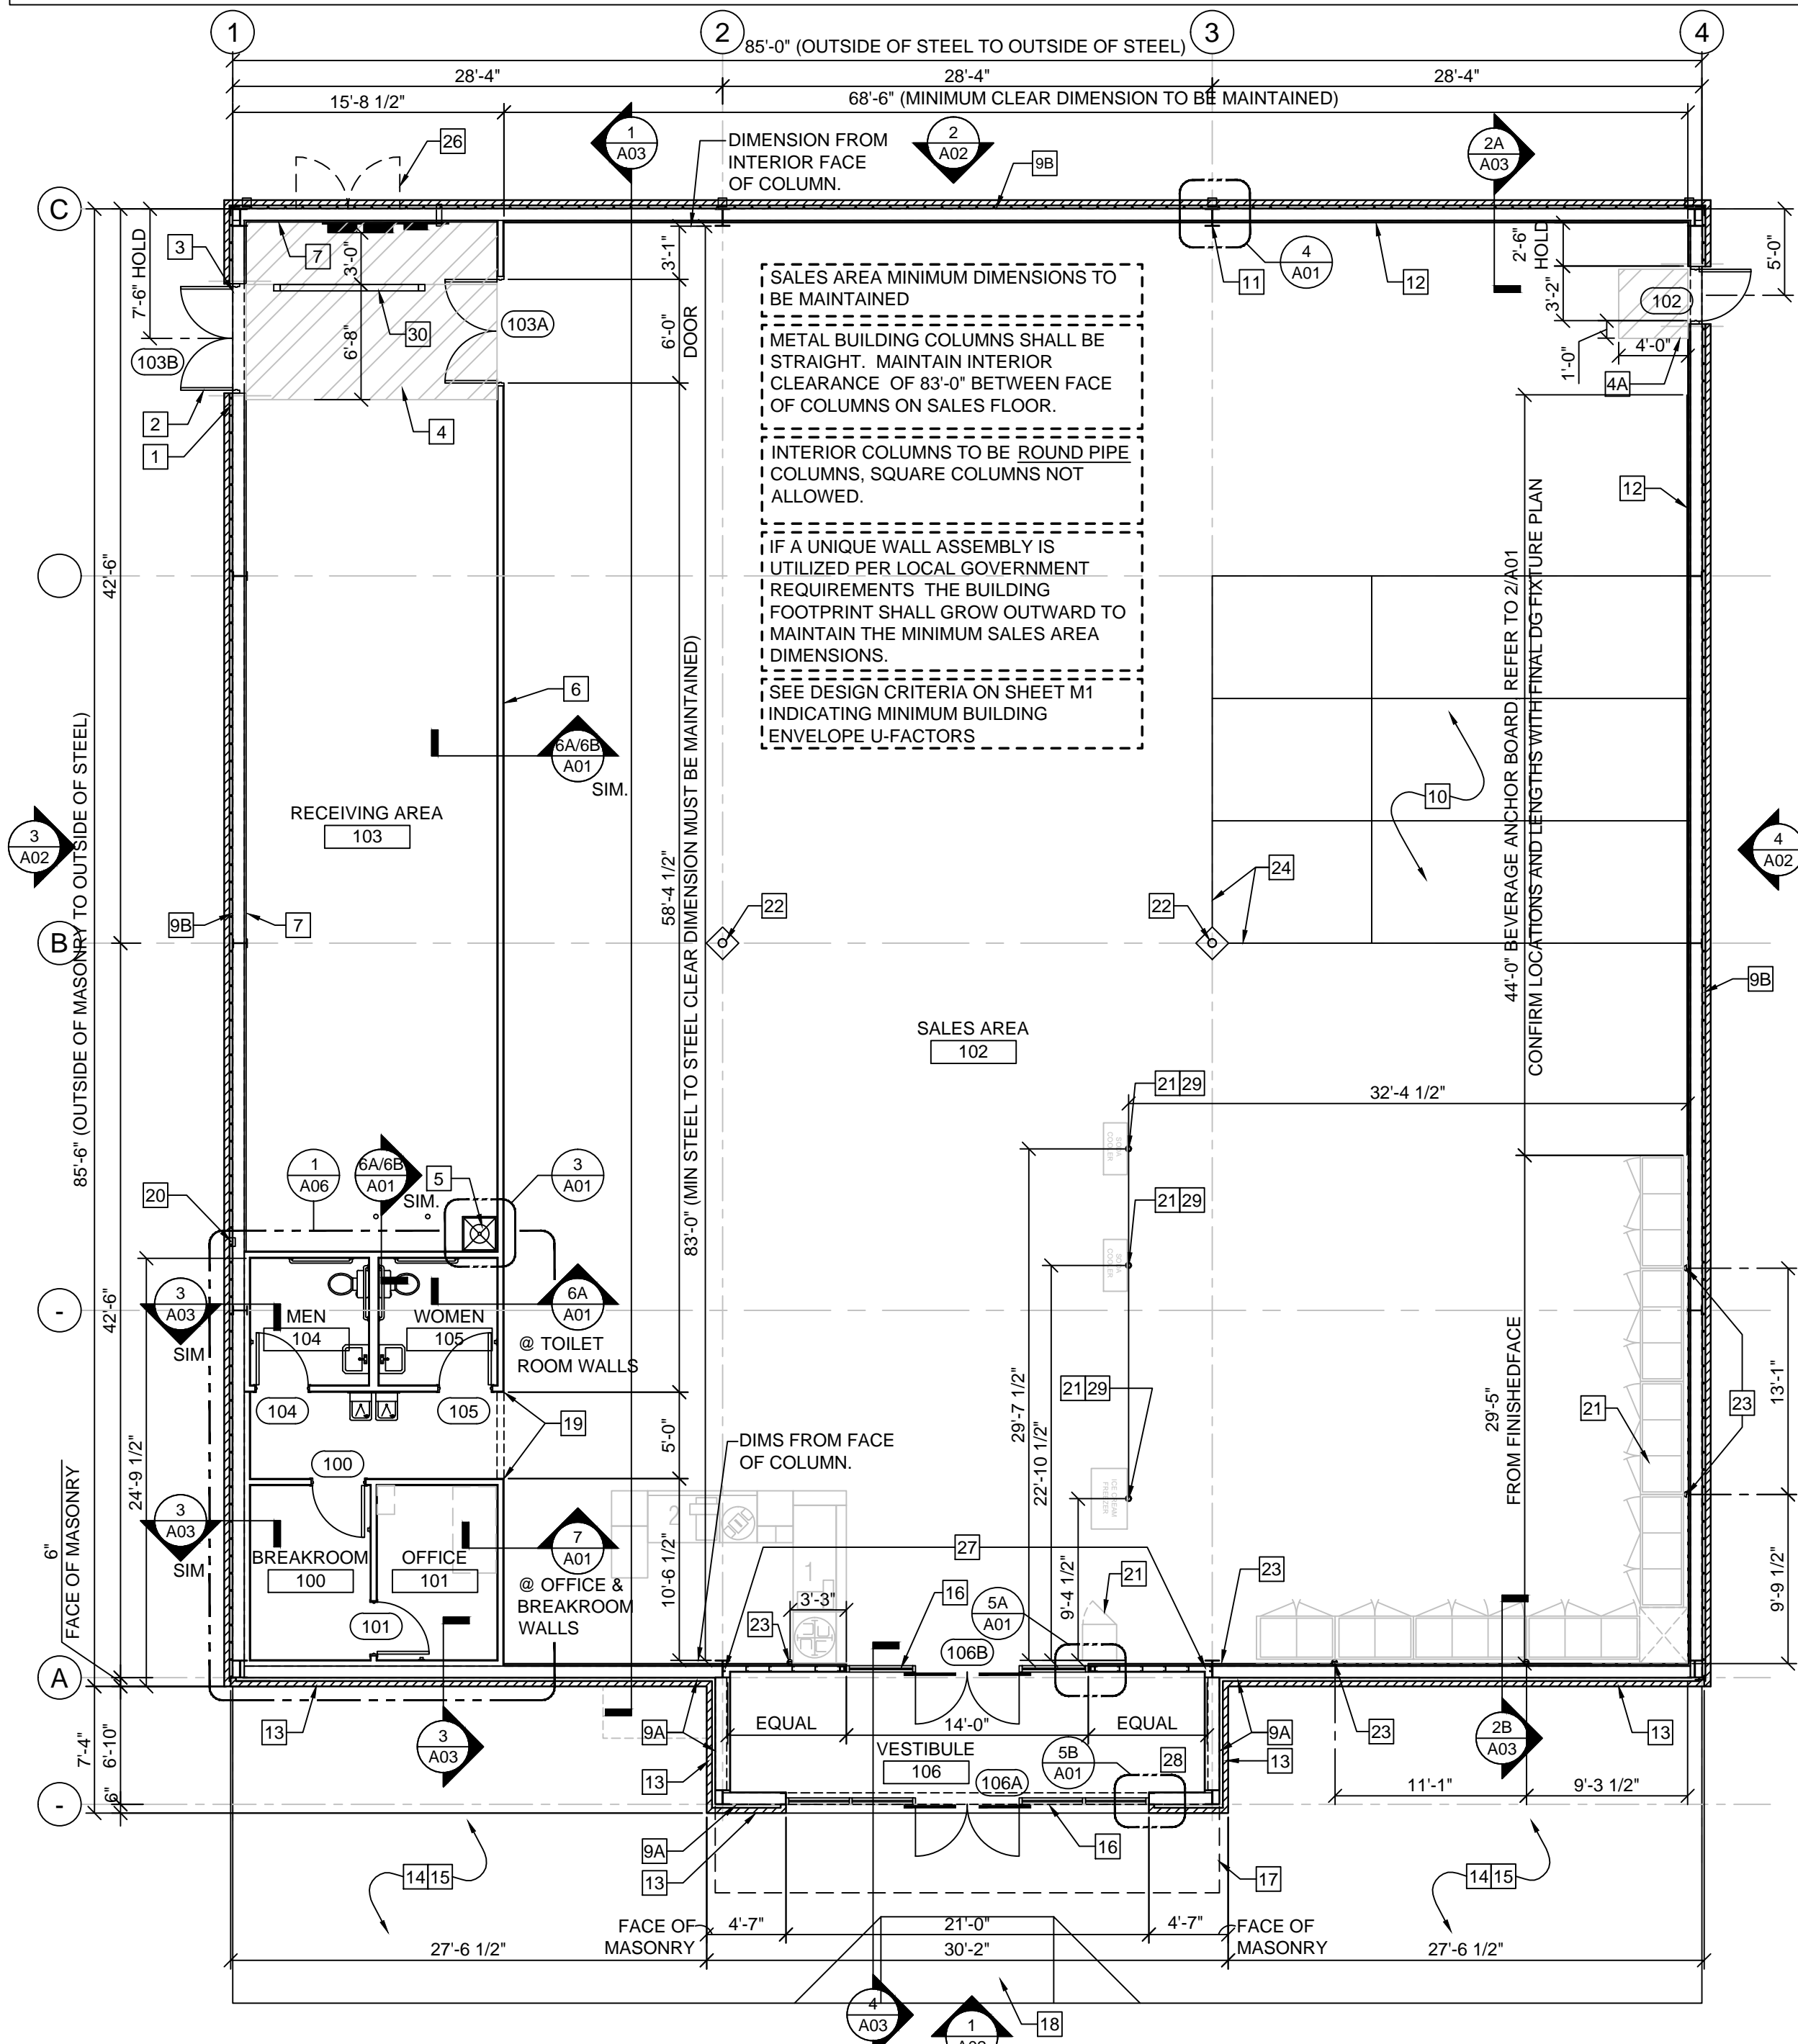 1
2
3
4
85'-0" (OUTSIDE OF STEEL TO OUTSIDE OF STEEL)
28'-4"
28'-4"
28'-4"
15'-8 1/2"
68'-6" (MINIMUM CLEAR DIMENSION TO BE MAINTAINED)
26
1
A03
DIMENSION FROM
INTERIOR FACE
OF COLUMN.
2
A02
9B
2A
A03
C
3
7'-6" HOLD
7
3'-0"
3'-1"
11
4
A01
12
2'-6"
HOLD
5'-0"
3'-2"
102
103B
30
103A
6'-8"
6'-0"
DOOR
1'-0"
4'-0"
4A
2
1
4
SALES AREA MINIMUM DIMENSIONS TO
BE MAINTAINED
METAL BUILDING COLUMNS SHALL BE
STRAIGHT. MAINTAIN INTERIOR
CLEARANCE OF 83'-0" BETWEEN FACE
OF COLUMNS ON SALES FLOOR.
INTERIOR COLUMNS TO BE ROUND PIPE
COLUMNS, SQUARE COLUMNS NOT
ALLOWED.
IF A UNIQUE WALL ASSEMBLY IS
UTILIZED PER LOCAL GOVERNMENT
REQUIREMENTS THE BUILDING
FOOTPRINT SHALL GROW OUTWARD TO
MAINTAIN THE MINIMUM SALES AREA
DIMENSIONS.
SEE DESIGN CRITERIA ON SHEET M1
INDICATING MINIMUM BUILDING
ENVELOPE U-FACTORS
12
42'-6"
85'-6" (OUTSIDE OF MASONRY TO OUTSIDE OF STEEL)
6
6A/6B
A01
SIM.
58'-4 1/2"
83'-0" (MIN STEEL TO STEEL CLEAR DIMENSION MUST BE MAINTAINED)
44'-0" BEVERAGE ANCHOR BOARD. REFER TO 2/A01
CONFIRM LOCATIONS AND LENGTHS WITH FINAL DG FIXTURE PLAN
10
RECEIVING AREA
103
3
A02
4
A02
24
22
22
9B
7
B
9B
SALES AREA
102
21 29
32'-4 1/2"
SODA
COOLER
1
A06
6A/6B
A01
SIM.
5
3
A01
20
21 29
SODA
COOLER
3
A03
SIM
MEN
104
WOMEN
105
6A
A01
@ TOILET
ROOM WALLS
-
42'-6"
24'-9 1/2"
104
105
19
5'-0"
100
21 29
29'-7 1/2"
22'-10 1/2"
9'-4 1/2"
ICE CREAM
FREEZER
29'-5"
FROM FINISHEDFACE
21
23
13'-1"
9'-9 1/2"
DIMS FROM FACE
OF COLUMN.
6"
FACE OF MASONRY
3
A03
SIM
BREAKROOM
100
OFFICE
101
101
7
A01
@ OFFICE &
BREAKROOM
WALLS
10'-6 1/2"
2
1
3'-3"
23
27
16
5A
A01
21
23
106B
A
13
3
A03
9A
13
EQUAL
14'-0"
EQUAL
VESTIBULE
106
106A
5B
A01
28
9A
13
23
2B
A03
13
7'-4"
6'-10"
6"
-
11'-1"
9'-3 1/2"
9A
13
16
17
14 15
14 15
FACE OF
MASONRY
4'-7"
21'-0"
4'-7"
FACE OF
MASONRY
27'-6 1/2"
30'-2"
27'-6 1/2"
4
A03
1
18